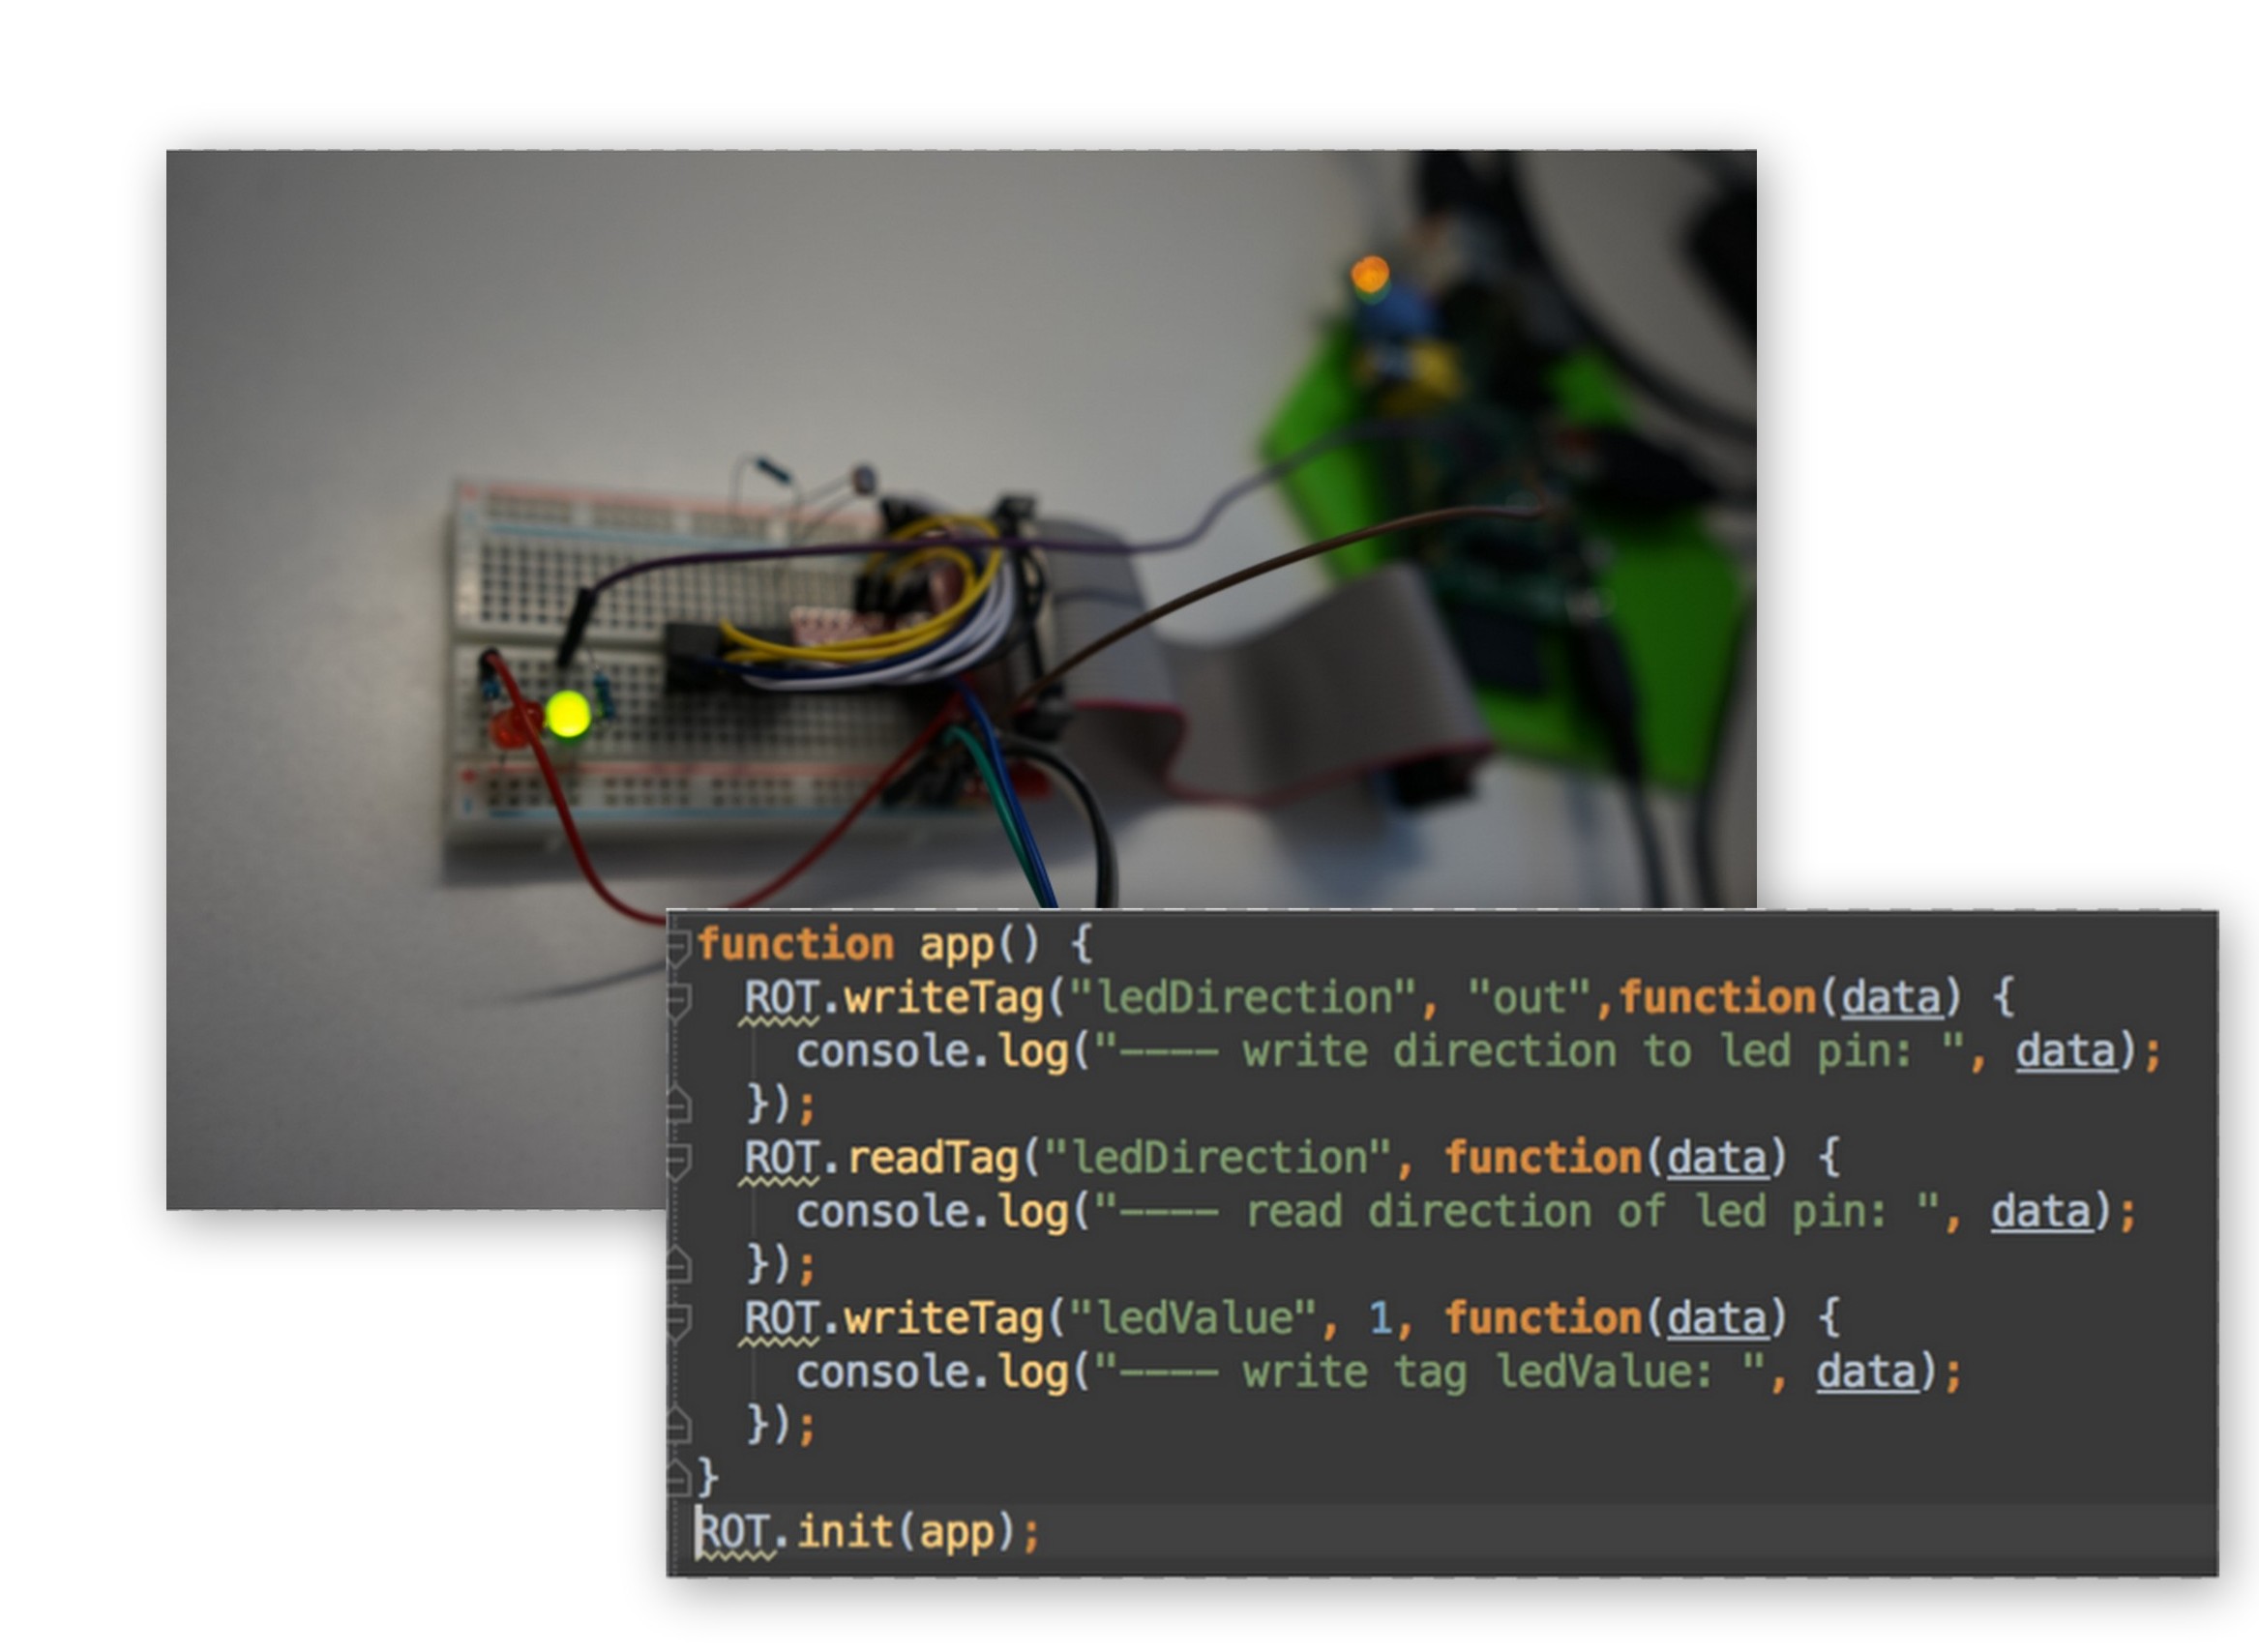 function app() {
ROT.writeTag("ledDirection", "out",function(data) {
console.log("---- write direction to led pin: ", data);
});
ROT.readTag("ledDirection", function(data) {
console.log("---- read direction of led pin: ", data);
});
ROT.writeTag("ledValue", 1, function(data) {
console.log("---- write tag ledValue: ", data);
});
}
ROT.init(app);